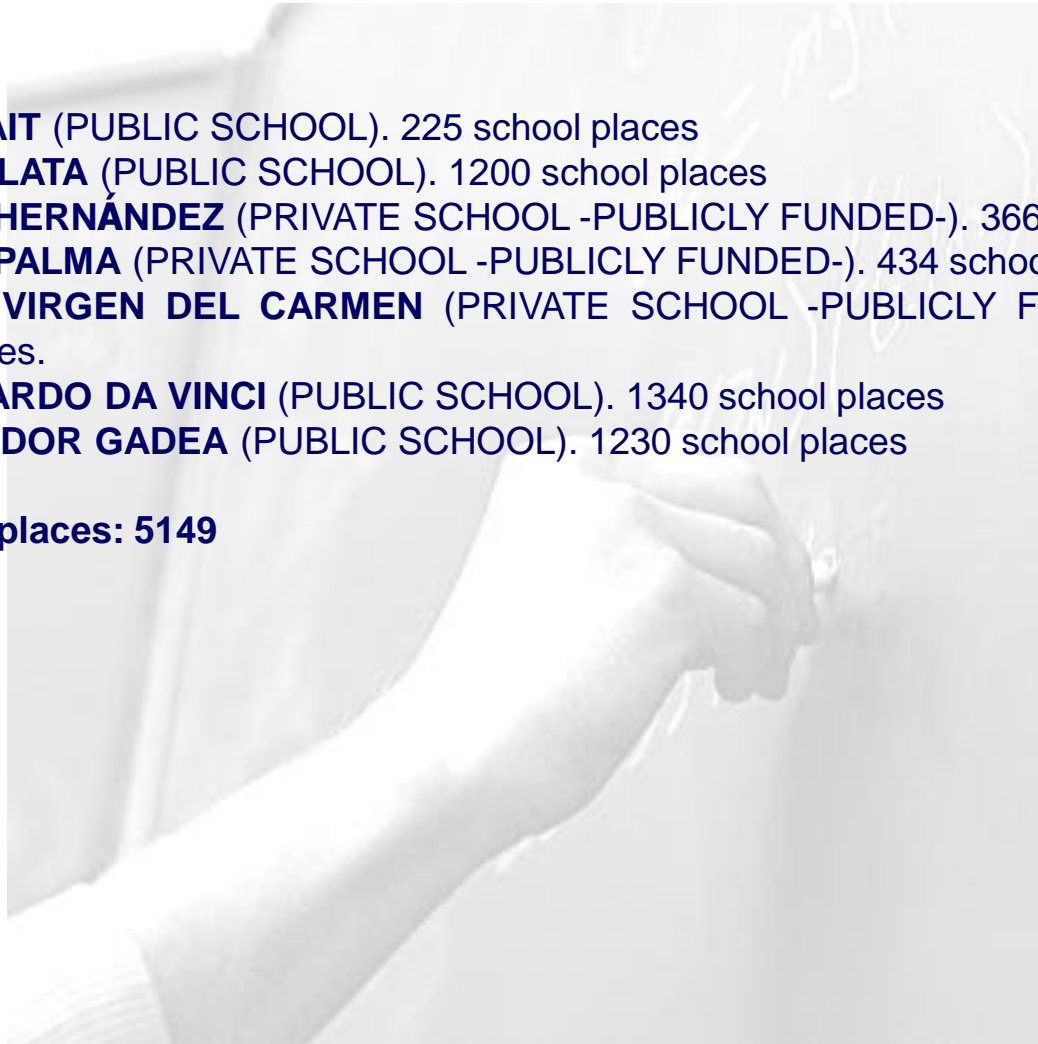 AIT (PUBLIC SCHOOL). 225 school places
LATA (PUBLIC SCHOOL). 1200 school places
HERNÁNDEZ (PRIVATE SCHOOL -PUBLICLY FUNDED-). 366
PALMA (PRIVATE SCHOOL -PUBLICLY FUNDED-). 434 schoo
VIRGEN DEL CARMEN (PRIVATE SCHOOL -PUBLICLY F
es.
ARDO DA VINCI (PUBLIC SCHOOL). 1340 school places
DOR GADEA (PUBLIC SCHOOL). 1230 school places
places: 5149